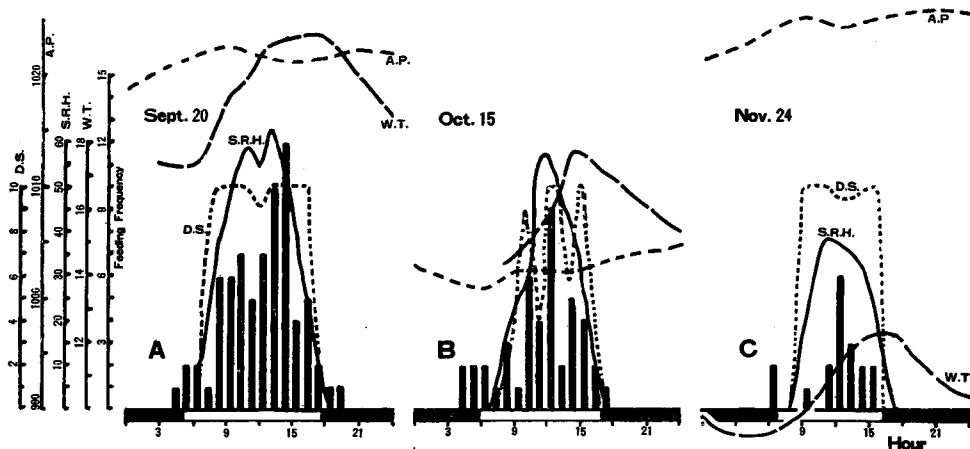 A.P.
1020
1010
1000
990
S.R.H.
60
50
40
30
20
10
W.T.
18
16
14
12
D.S.
10
8
6
4
2
Feeding Frequency
15
12
9
6
3
Sept. 20
A.P.
W.T.
S.R.H.
D.S.
A
3 9 15 21
Oct. 15
B
3 9 15 21
Nov. 24
A.P
D.S.
S.R.H.
W.T.
C
3 9 15 21
Hour